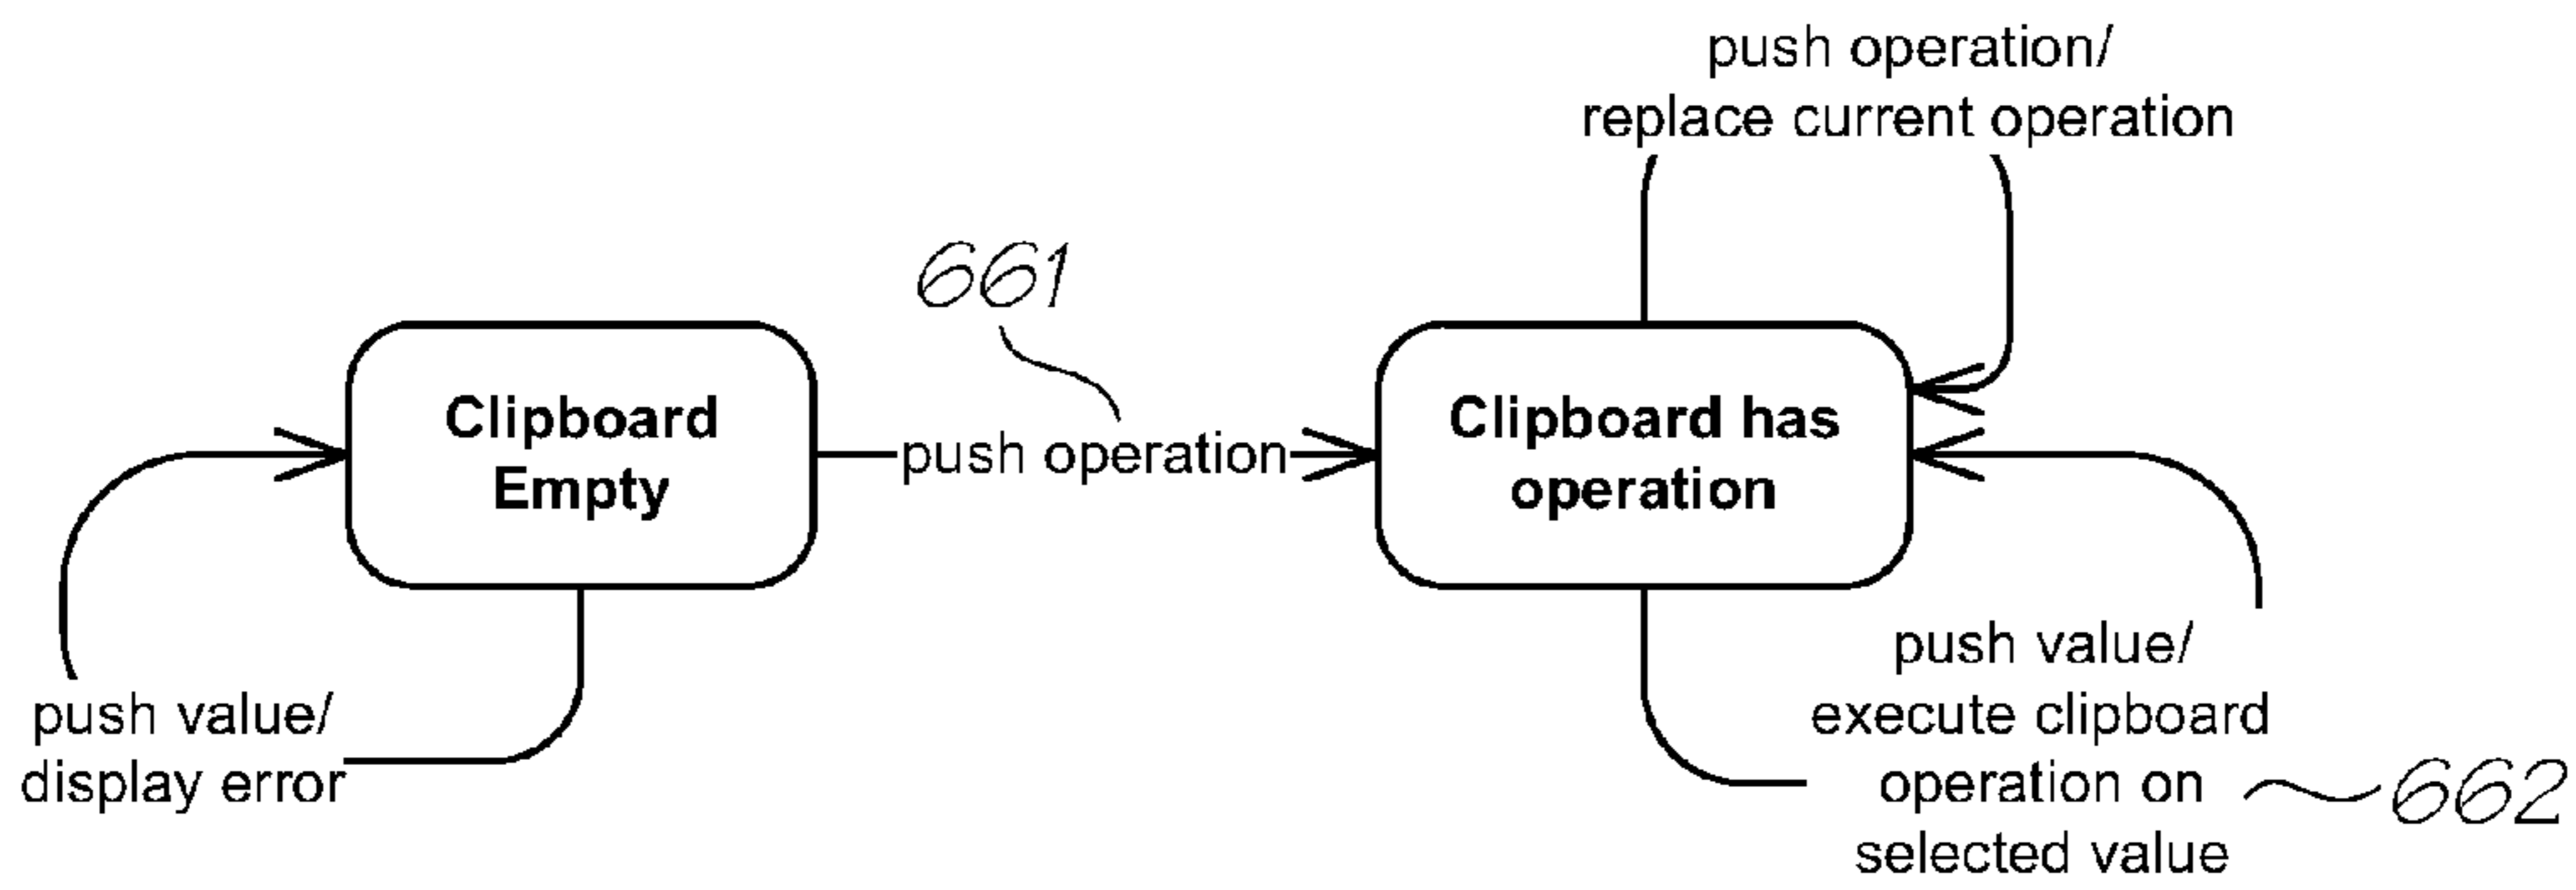 push operation/
replace current operation
661
Clipboard
Empty
push operation
Clipboard has
operation
push value/
display error
push value/
execute clipboard
operation on
selected value
662